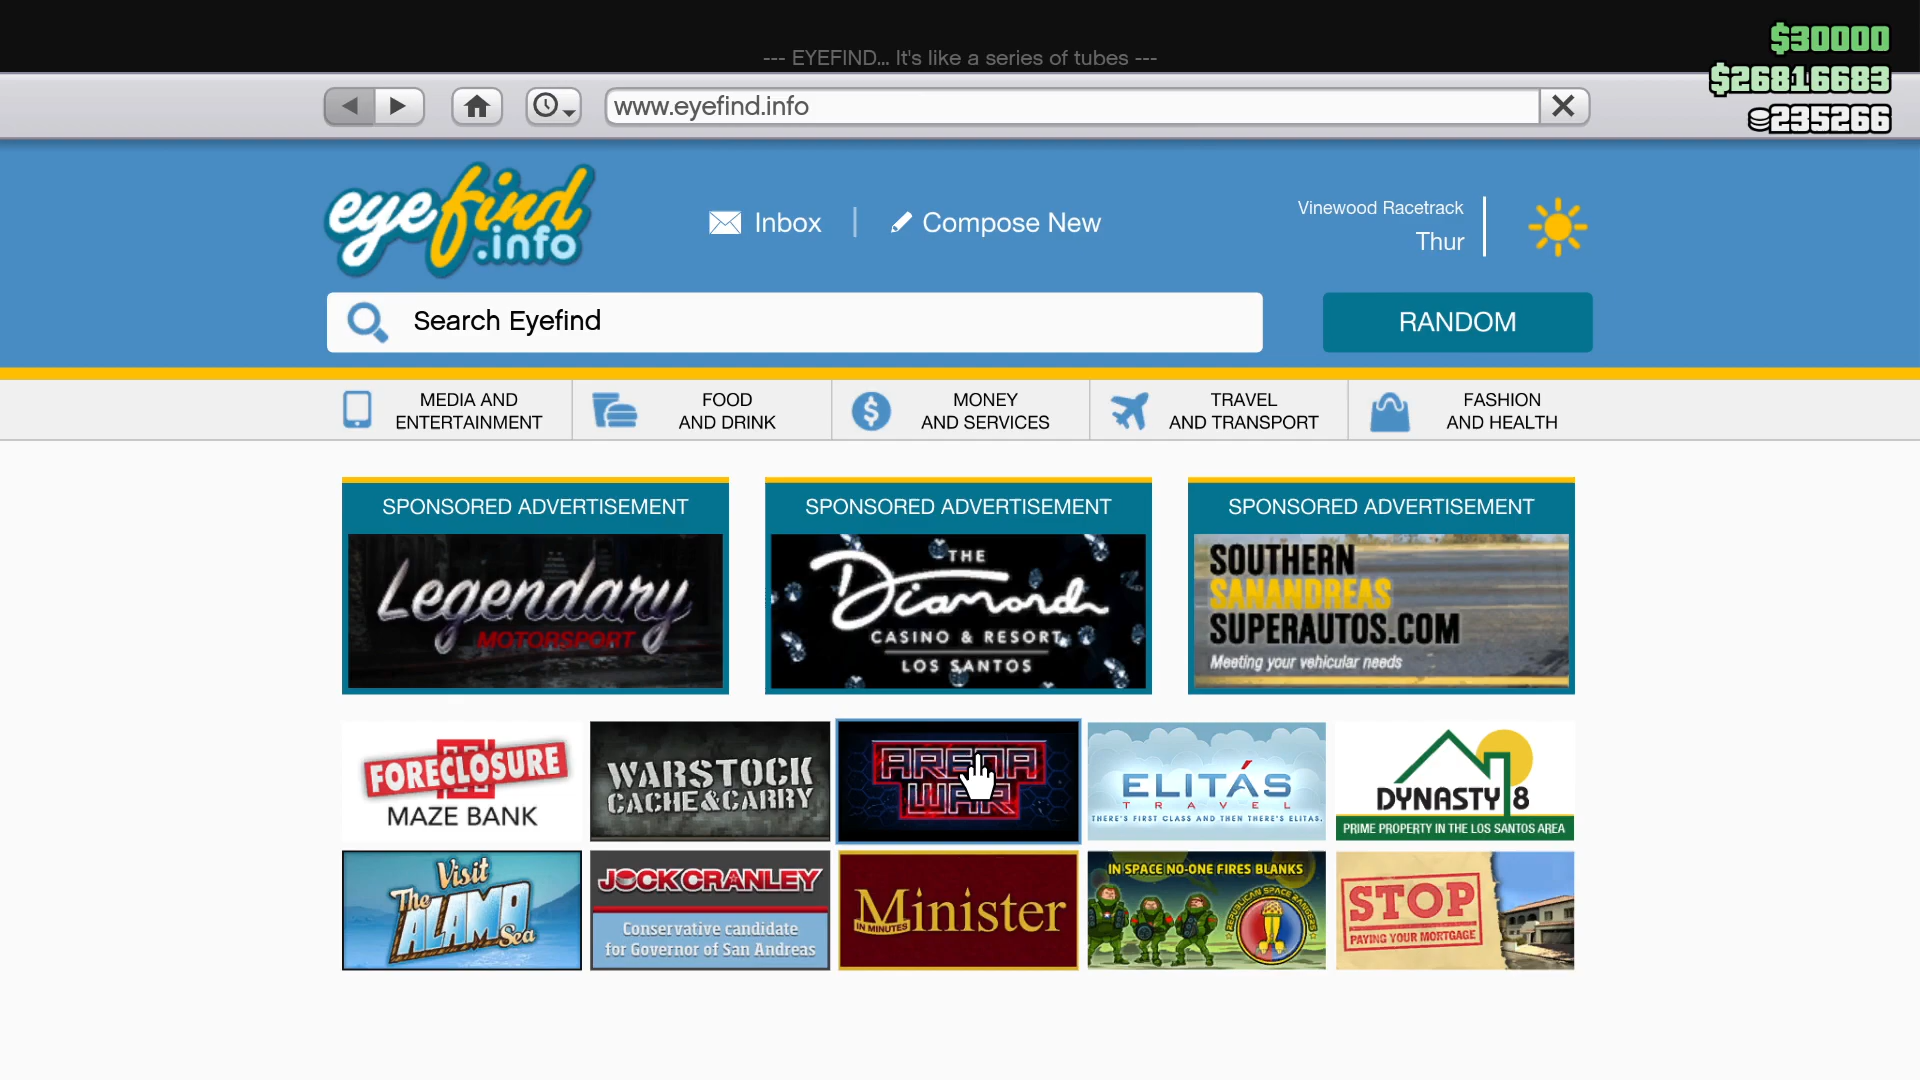 --- EYEFIND... It's like a series of tubes ---
$30000
$26816683
235266
www.eyefind.info
eyefind
.info
Inbox
Compose New
Vinewood Racetrack
Thur
Search Eyefind
RANDOM
MEDIA AND
ENTERTAINMENT
FOOD
AND DRINK
MONEY
AND SERVICES
TRAVEL
AND TRANSPORT
FASHION
AND HEALTH
SPONSORED ADVERTISEMENT
Legendary
MOTORSPORT
SPONSORED ADVERTISEMENT
THE
Diamond
CASINO & RESORT
LOS SANTOS
SPONSORED ADVERTISEMENT
SOUTHERN
SANANDREAS
SUPERAUTOS.COM
Meeting your vehicular needs
FORECLOSURE
MAZE BANK
WARSTOCK
CACHE&CARRY
ARENA
WAR
ELITÁS
TRAVEL
THERE'S FIRST CLASS AND THEN THERE'S ELITAS.
DYNASTY 8
PRIME PROPERTY IN THE LOS SANTOS AREA
Visit
The
ALAMO
Sea
JOCK CRANLEY
Conservative candidate
for Governor of San Andreas
Minister
IN MINUTES
IN SPACE NO-ONE FIRES BLANKS
REPUBLICAN SPACE RANGERS
STOP
PAYING YOUR MORTGAGE